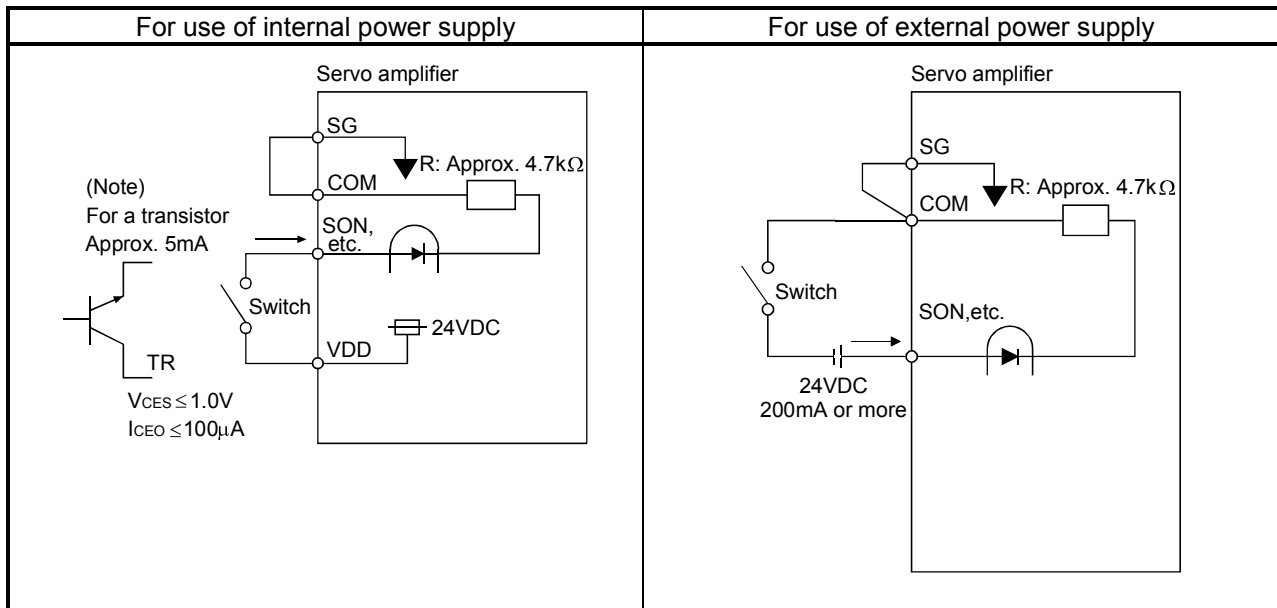 For use of internal power supply
For use of external power supply
Servo amplifier
SG
R: Approx. 4.7kΩ
COM
(Note)
For a transistor
Approx. 5mA
SON,
etc.
Switch
24VDC
VDD
TR
VCES ≤ 1.0V
ICEO ≤ 100μA
Servo amplifier
SG
R: Approx. 4.7kΩ
COM
Switch
SON,etc.
24VDC
200mA or more